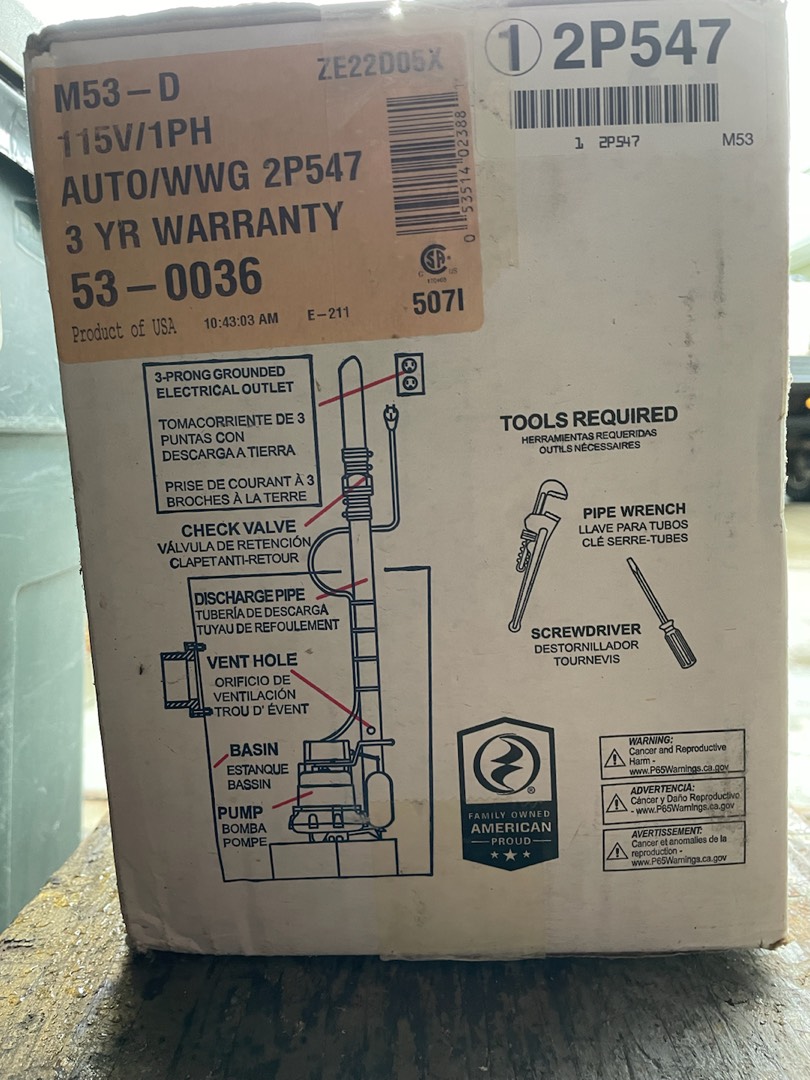 M53-D
115V/1PH
AUTO/WWG 2P547
3 YR WARRANTY
53-0036
Product of USA 10:43:03 AM E-211
ZE22D05X
0 53514 02388
CSA
C US
507I
1 2P547
1 2P547 M53
3-PRONG GROUNDED
ELECTRICAL OUTLET
TOMACORRIENTE DE 3
PUNTAS CON
DESCARGA A TIERRA
PRISE DE COURANT À 3
BROCHES À LA TERRE
CHECK VALVE
VÁLVULA DE RETENCIÓN
CLAPET ANTI-RETOUR
DISCHARGE PIPE
TUBERÍA DE DESCARGA
TUYAU DE REFOULEMENT
VENT HOLE
ORIFICIO DE
VENTILACIÓN
TROU D' ÉVENT
BASIN
ESTANQUE
BASSIN
PUMP
BOMBA
POMPE
TOOLS REQUIRED
HERRAMIENTAS REQUERIDAS
OUTILS NÉCESSAIRES
PIPE WRENCH
LLAVE PARA TUBOS
CLÉ SERRE-TUBES
SCREWDRIVER
DESTORNILLADOR
TOURNEVIS
®
FAMILY OWNED
AMERICAN
PROUD
WARNING:
Cancer and Reproductive
Harm -
www.P65Warnings.ca.gov
ADVERTENCIA:
Cáncer y Daño Reproductivo
- www.P65Warnings.ca.gov
AVERTISSEMENT:
Cancer et anomalies de la
reproduction -
www.P65Warnings.ca.gov